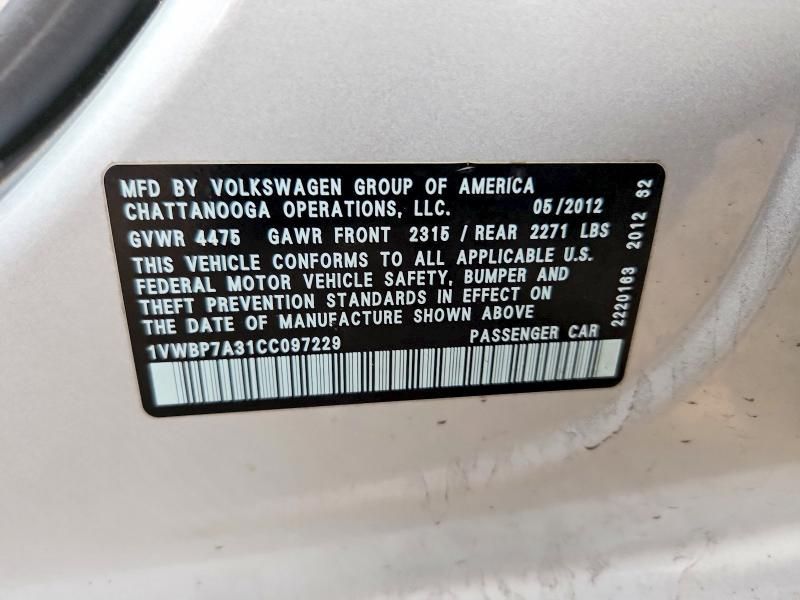 MFD BY VOLKSWAGEN GROUP OF AMERICA
CHATTANOOGA OPERATIONS, LLC. 05/2012
GVWR 4475 GAWR FRONT 2315 / REAR 2271 LBS
THIS VEHICLE CONFORMS TO ALL APPLICABLE U.S.
FEDERAL MOTOR VEHICLE SAFETY, BUMPER AND
THEFT PREVENTION STANDARDS IN EFFECT ON
THE DATE OF MANUFACTURE SHOWN ABOVE
1VWBP7A31CC097229 PASSENGER CAR
2220163 2012 62